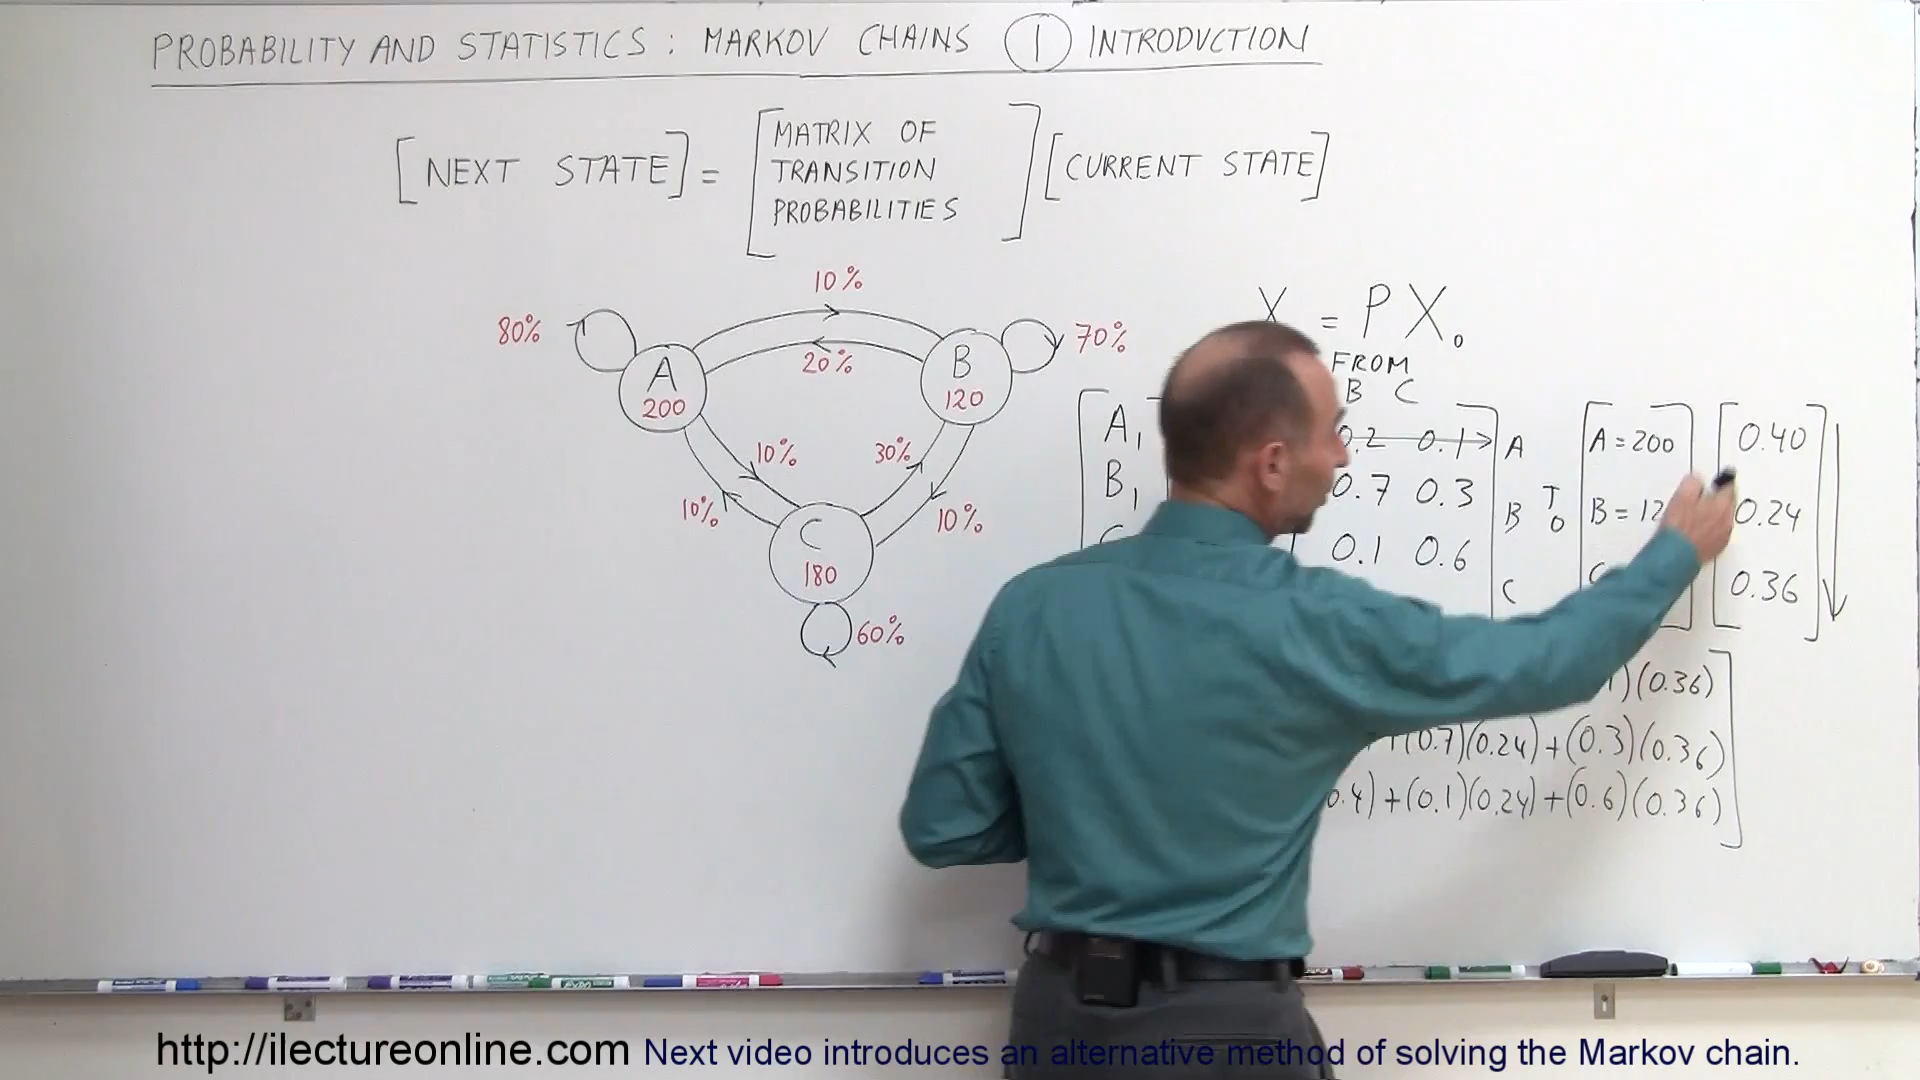 PROBABILITY AND STATISTICS : MARKOV CHAINS 1 INTRODUCTION
[NEXT STATE] = [MATRIX OF TRANSITION PROBABILITIES] [CURRENT STATE]
10%
80%
70%
20%
A
200
B
120
10%
30%
10%
10%
C
180
60%
= P X₀
FROM
B C
A₁
0.2 0.1 A
A = 200
0.40
B₁
0.7 0.3
B TO
B = 12
0.24
0.1 0.6
C
0.36
)(0.36)
(0.7)(0.24)+(0.3)(0.36)
0.4)+(0.1)(0.24)+(0.6)(0.36)
http://ilectureonline.com Next video introduces an alternative method of solving the Markov chain.